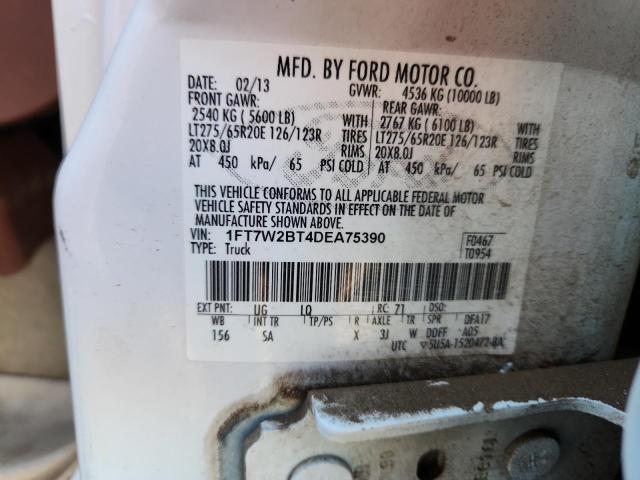 MFD. BY FORD MOTOR CO.
DATE: 02/13 GVWR: 4536 KG (10000 LB)
FRONT GAWR: REAR GAWR:
2540 KG ( 5600 LB) WITH 2767 KG ( 6100 LB) WITH
LT275/65R20E 126/123R TIRES LT275/65R20E 126/123R TIRES
20X8.0J RIMS 20X8.0J RIMS
AT 450 kPa/ 65 PSI COLD AT 450 kPa/ 65 PSI COLD
THIS VEHICLE CONFORMS TO ALL APPLICABLE FEDERAL MOTOR
VEHICLE SAFETY STANDARDS IN EFFECT ON THE DATE OF
MANUFACTURE SHOWN ABOVE.
VIN: 1FT7W2BT4DEA75390 F0467
TYPE: Truck T0954
EXT PNT: UG LQ RC: 71 DSO:
WB INT TR TP/PS R AXLE TR SPR DFA17
156 SA X 3J W DDFF A05
UTC ▽5U5A-1520472-BA